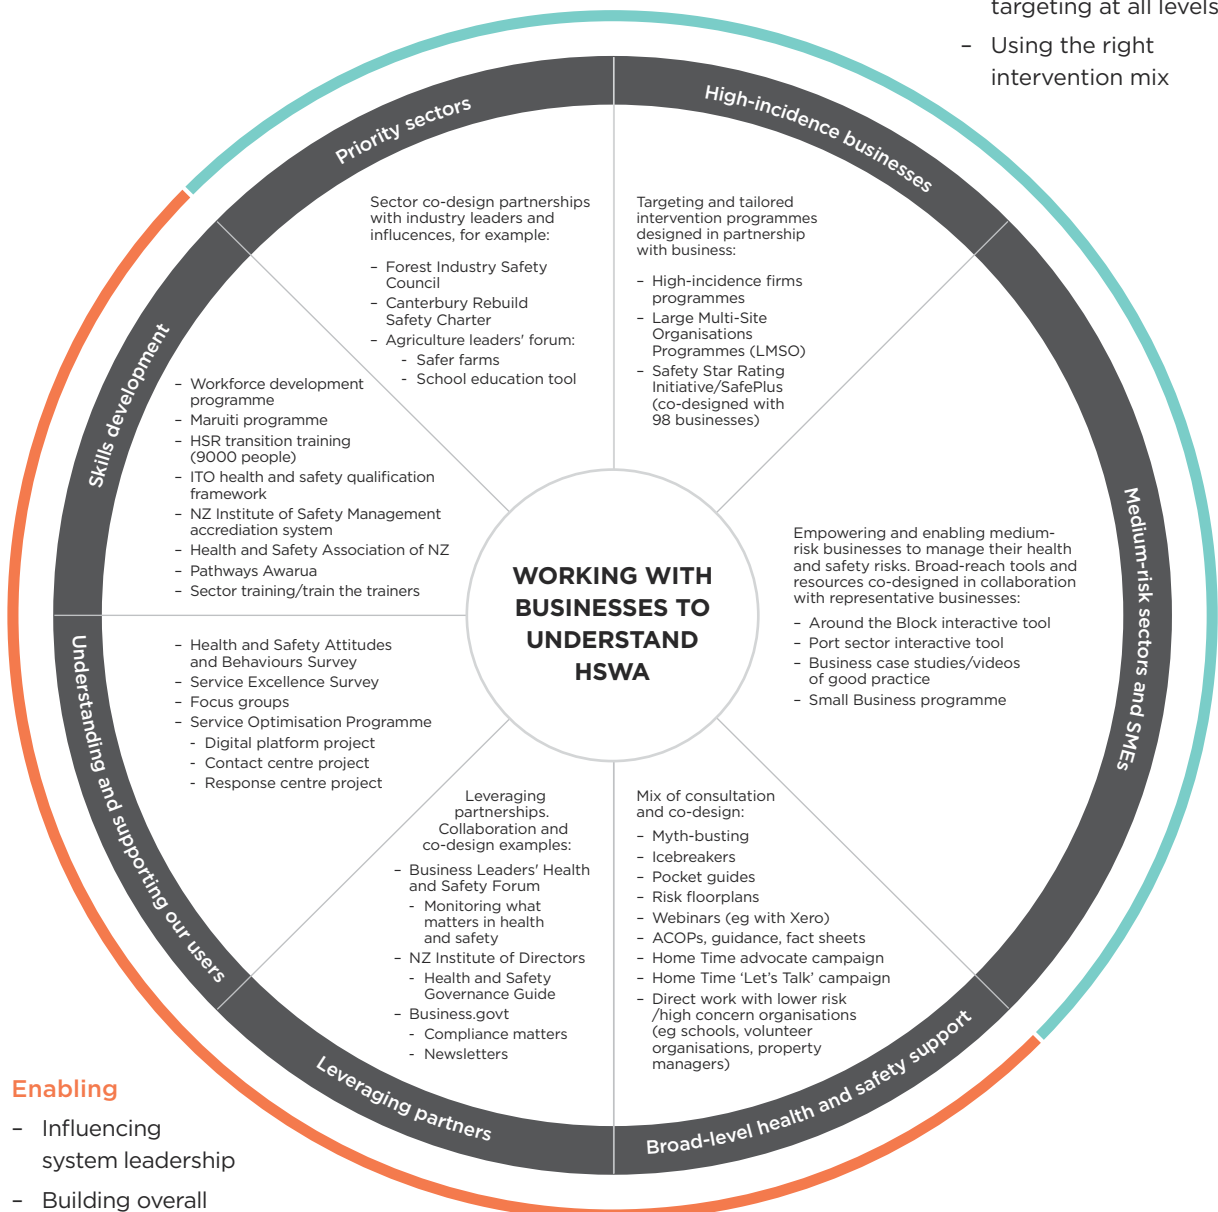 targeting at all levels
– Using the right
intervention mix
Priority sectors
Sector co-design partnerships
with industry leaders and
influcences, for example:
– Forest Industry Safety
Council
– Canterbury Rebuild
Safety Charter
– Agriculture leaders' forum:
- Safer farms
- School education tool
High-incidence businesses
Targeting and tailored
intervention programmes
designed in partnership
with business:
– High-incidence firms
programmes
– Large Multi-Site
Organisations
Programmes (LMSO)
– Safety Star Rating
Initiative/SafePlus
(co-designed with
98 businesses)
Medium-risk sectors and SMEs
Empowering and enabling medium-
risk businesses to manage their health
and safety risks. Broad-reach tools and
resources co-designed in collaboration
with representative businesses:
– Around the Block interactive tool
– Port sector interactive tool
– Business case studies/videos
of good practice
– Small Business programme
Broad-level health and safety support
Mix of consultation
and co-design:
– Myth-busting
– Icebreakers
– Pocket guides
– Risk floorplans
– Webinars (eg with Xero)
– ACOPs, guidance, fact sheets
– Home Time advocate campaign
– Home Time ‘Let’s Talk’ campaign
– Direct work with lower risk
/high concern organisations
(eg schools, volunteer
organisations, property
managers)
Leveraging partners
Leveraging
partnerships.
Collaboration and
co-design examples:
– Business Leaders' Health
and Safety Forum
- Monitoring what
matters in health
and safety
– NZ Institute of Directors
- Health and Safety
Governance Guide
– Business.govt
- Compliance matters
- Newsletters
Understanding and supporting our users
– Health and Safety Attitudes
and Behaviours Survey
– Service Excellence Survey
– Focus groups
– Service Optimisation Programme
- Digital platform project
- Contact centre project
- Response centre project
Skills development
– Workforce development
programme
– Maruiti programme
– HSR transition training
(9000 people)
– ITO health and safety qualification
framework
– NZ Institute of Safety Management
accrediation system
– Health and Safety Association of NZ
– Pathways Awarua
– Sector training/train the trainers
WORKING WITH
BUSINESSES TO
UNDERSTAND
HSWA
Enabling
– Influencing
system leadership
– Building overall